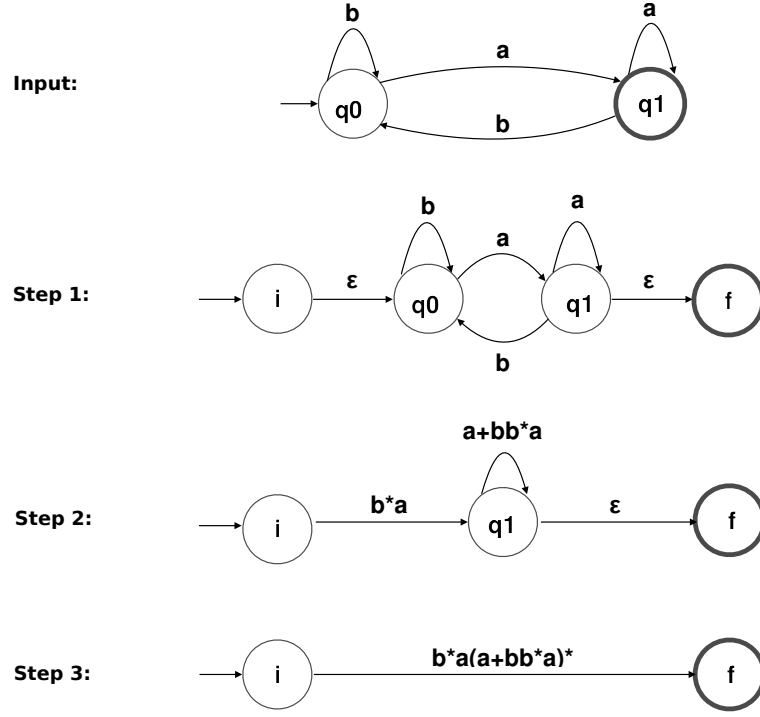 b
a
Input:
a
q0
q1
b
b
a
a
Step 1:
ε
ε
i
q0
q1
f
b
a+bb*a
b*a
ε
Step 2:
i
q1
f
b*a(a+bb*a)*
Step 3:
i
f